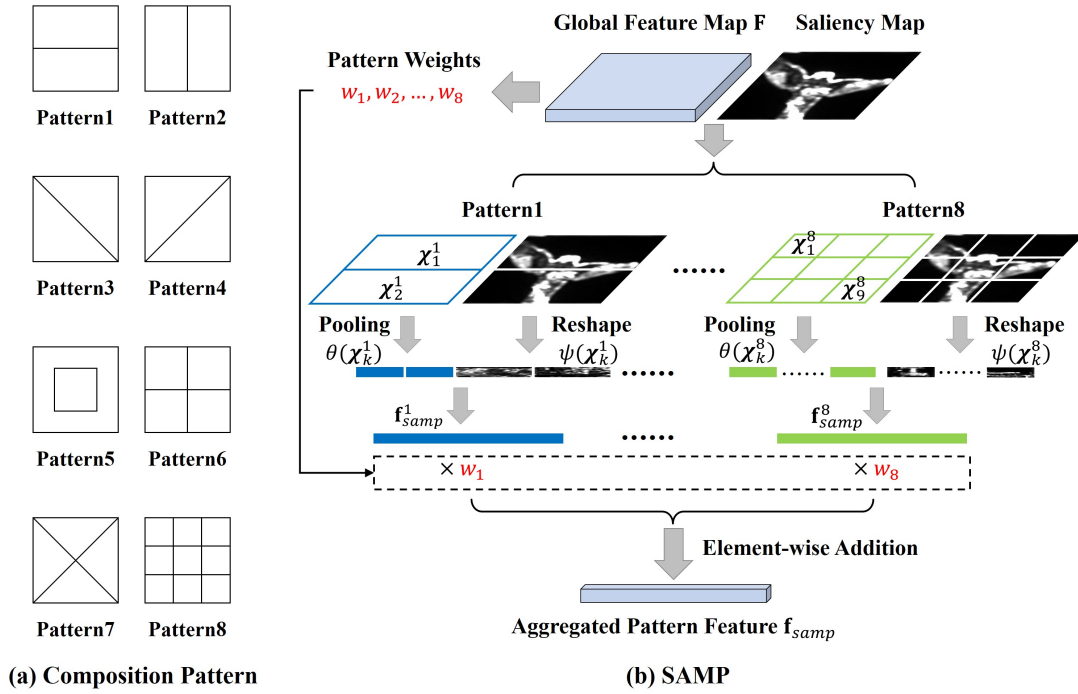 Pattern1 Pattern2
Pattern3 Pattern4
Pattern5 Pattern6
Pattern7 Pattern8
(a) Composition Pattern
Global Feature Map F Saliency Map
Pattern Weights
w₁, w₂, ..., w₈
Pattern1 Pattern8
χ₁¹
χ₂¹
χ₁⁸
χ₉⁸
Pooling Reshape Pooling Reshape
θ(χₖ¹) ψ(χₖ¹) θ(χₖ⁸) ψ(χₖ⁸)
f¹samp f⁸samp
× w₁ × w₈
Element-wise Addition
Aggregated Pattern Feature fsamp
(b) SAMP